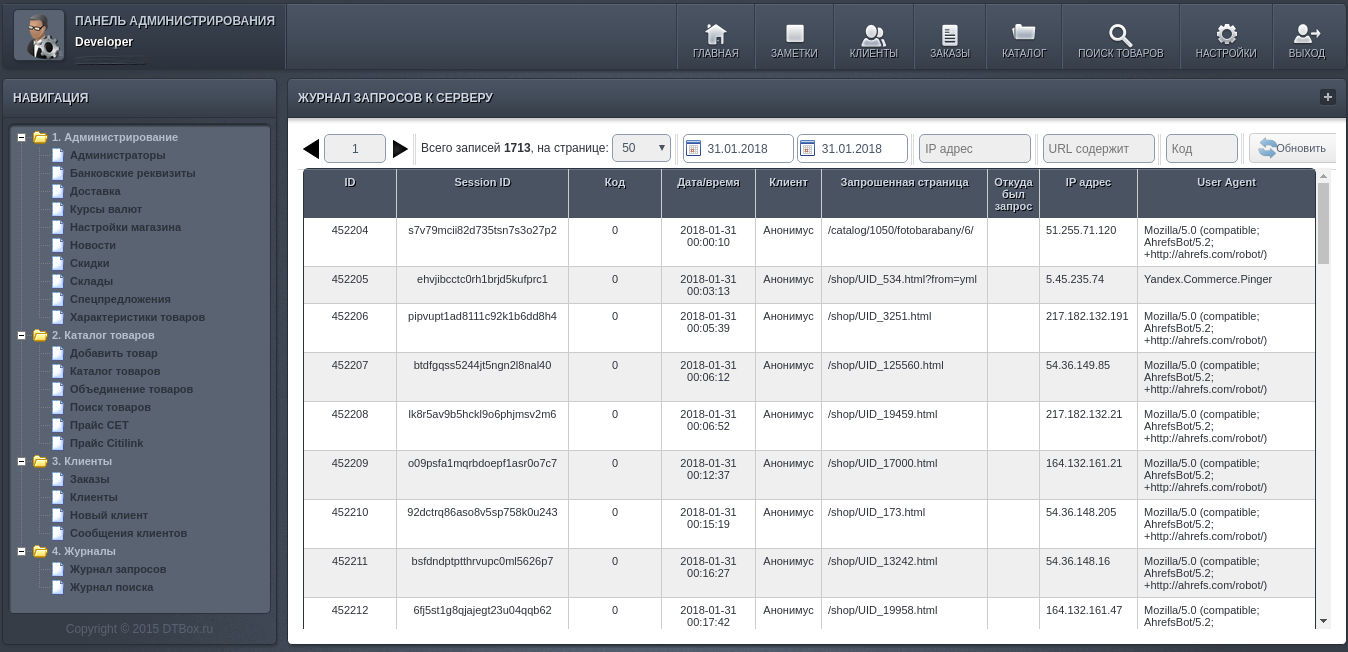 ПАНЕЛЬ АДМИНИСТРИРОВАНИЯ
Developer
ГЛАВНАЯ
ЗАМЕТКИ
КЛИЕНТЫ
ЗАКАЗЫ
КАТАЛОГ
ПОИСК ТОВАРОВ
НАСТРОЙКИ
ВЫХОД
НАВИГАЦИЯ
1. Администрирование
Администраторы
Банковские реквизиты
Доставка
Курсы валют
Настройки магазина
Новости
Скидки
Склады
Спецпредложения
Характеристики товаров
2. Каталог товаров
Добавить товар
Каталог товаров
Объединение товаров
Поиск товаров
Прайс CET
Прайс Citilink
3. Клиенты
Заказы
Клиенты
Новый клиент
Сообщения клиентов
4. Журналы
Журнал запросов
Журнал поиска
Copyright © 2015 DTBox.ru
ЖУРНАЛ ЗАПРОСОВ К СЕРВЕРУ
1 Всего записей 1713, на странице: 50 31.01.2018 31.01.2018 IP адрес URL содержит Код Обновить
ID Session ID Код Дата/время Клиент Запрошенная страница Откуда IP адрес User Agent
был
запрос
452204 s7v79mcii82d735tsn7s3o27p2 0 2018-01-31 Анонимус /catalog/1050/fotobarabany/6/ 51.255.71.120 Mozilla/5.0 (compatible;
00:00:10 AhrefsBot/5.2;
+http://ahrefs.com/robot/)
452205 ehvjibcctc0rh1brjd5kufprc1 0 2018-01-31 Анонимус /shop/UID_534.html?from=yml 5.45.235.74 Yandex.Commerce.Pinger
00:03:13
452206 pipvupt1ad8111c92k1b6dd8h4 0 2018-01-31 Анонимус /shop/UID_3251.html 217.182.132.191 Mozilla/5.0 (compatible;
00:05:39 AhrefsBot/5.2;
+http://ahrefs.com/robot/)
452207 btdfgqss5244jt5ngn2l8nal40 0 2018-01-31 Анонимус /shop/UID_125560.html 54.36.149.85 Mozilla/5.0 (compatible;
00:06:12 AhrefsBot/5.2;
+http://ahrefs.com/robot/)
452208 lk8r5av9b5hckl9o6phjmsv2m6 0 2018-01-31 Анонимус /shop/UID_19459.html 217.182.132.21 Mozilla/5.0 (compatible;
00:06:52 AhrefsBot/5.2;
+http://ahrefs.com/robot/)
452209 o09psfa1mqrbdoepf1asr0o7c7 0 2018-01-31 Анонимус /shop/UID_17000.html 164.132.161.21 Mozilla/5.0 (compatible;
00:12:37 AhrefsBot/5.2;
+http://ahrefs.com/robot/)
452210 92dctrq86aso8v5sp758k0u243 0 2018-01-31 Анонимус /shop/UID_173.html 54.36.148.205 Mozilla/5.0 (compatible;
00:15:19 AhrefsBot/5.2;
+http://ahrefs.com/robot/)
452211 bsfdndptptthrvupc0ml5626p7 0 2018-01-31 Анонимус /shop/UID_13242.html 54.36.148.16 Mozilla/5.0 (compatible;
00:16:27 AhrefsBot/5.2;
+http://ahrefs.com/robot/)
452212 6fj5st1g8qjajegt23u04qqb62 0 2018-01-31 Анонимус /shop/UID_19958.html 164.132.161.47 Mozilla/5.0 (compatible;
00:17:42 AhrefsBot/5.2;